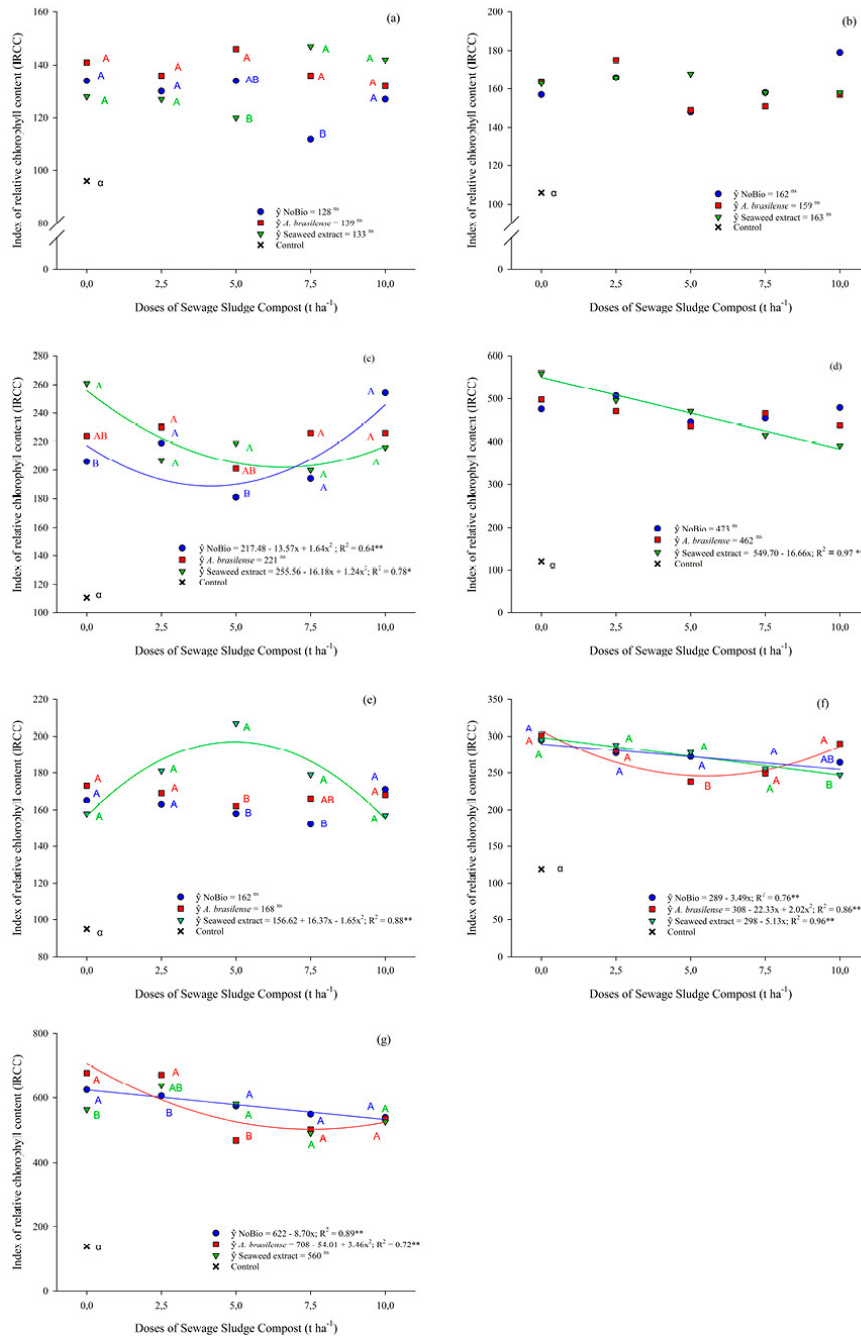 (a)
Index of relative chlorophyll content (IRCC)
160
140
120
100
80
0
A
A
A
A
A
A
AB
B
A
A
B
A
A
A
A
α
ŷ NoBio = 128 ns
ŷ A. brasilense = 139 ns
ŷ Seaweed extract = 133 ns
Control
0,0 2,5 5,0 7,5 10,0
Doses of Sewage Sludge Compost (t ha-1)
(b)
Index of relative chlorophyll content (IRCC)
200
180
160
140
120
100
0
α
ŷ NoBio = 162 ns
ŷ A. brasilense = 159 ns
ŷ Seaweed extract = 163 ns
Control
0,0 2,5 5,0 7,5 10,0
Doses of Sewage Sludge Compost (t ha-1)
(c)
Index of relative chlorophyll content (IRCC)
280
260
240
220
200
180
160
140
120
100
A
AB
B
A
A
A
A
AB
B
A
A
A
A
A
A
α
ŷ NoBio = 217.48 - 13.57x + 1.64x2 ; R2 = 0.64**
ŷ A. brasilense = 221 ns
ŷ Seaweed extract = 255.56 - 16.18x + 1.24x2; R2 = 0.78*
Control
0,0 2,5 5,0 7,5 10,0
Doses of Sewage Sludge Compost (t ha-1)
(d)
Index of relative chlorophyll content (IRCC)
600
500
400
300
200
100
0
α
ŷ NoBio = 473 ns
ŷ A. brasilense = 462 ns
ŷ Seaweed extract = 549.70 - 16.66x; R2 = 0.97 **
Control
0,0 2,5 5,0 7,5 10,0
Doses of Sewage Sludge Compost (t ha-1)
(e)
Index of relative chlorophyll content (IRCC)
220
200
180
160
140
120
100
80
A
A
A
A
A
A
A
B
B
A
AB
B
A
A
A
α
ŷ NoBio = 162 ns
ŷ A. brasilense = 168 ns
ŷ Seaweed extract = 156.62 + 16.37x - 1.65x2; R2 = 0.88**
Control
0,0 2,5 5,0 7,5 10,0
Doses of Sewage Sludge Compost (t ha-1)
(f)
Index of relative chlorophyll content (IRCC)
350
300
250
200
150
100
50
0
A
A
A
A
A
A
A
A
B
A
A
A
A
AB
B
α
ŷ NoBio = 289 - 3.49x; R2 = 0.76**
ŷ A. brasilense = 308 - 22.33x + 2.02x2; R2 = 0.86**
ŷ Seaweed extract = 298 - 5.13x; R2 = 0.96**
Control
0,0 2,5 5,0 7,5 10,0
Doses of Sewage Sludge Compost (t ha-1)
(g)
Index of relative chlorophyll content (IRCC)
800
600
400
200
0
A
A
B
A
AB
B
A
A
B
A
A
A
A
A
A
α
ŷ NoBio = 622 - 8.70x; R2 = 0.89**
ŷ A. brasilense = 708 - 54.01 + 3.46x2; R2 = 0.72**
ŷ Seaweed extract = 560 ns
Control
0,0 2,5 5,0 7,5 10,0
Doses of Sewage Sludge Compost (t ha-1)